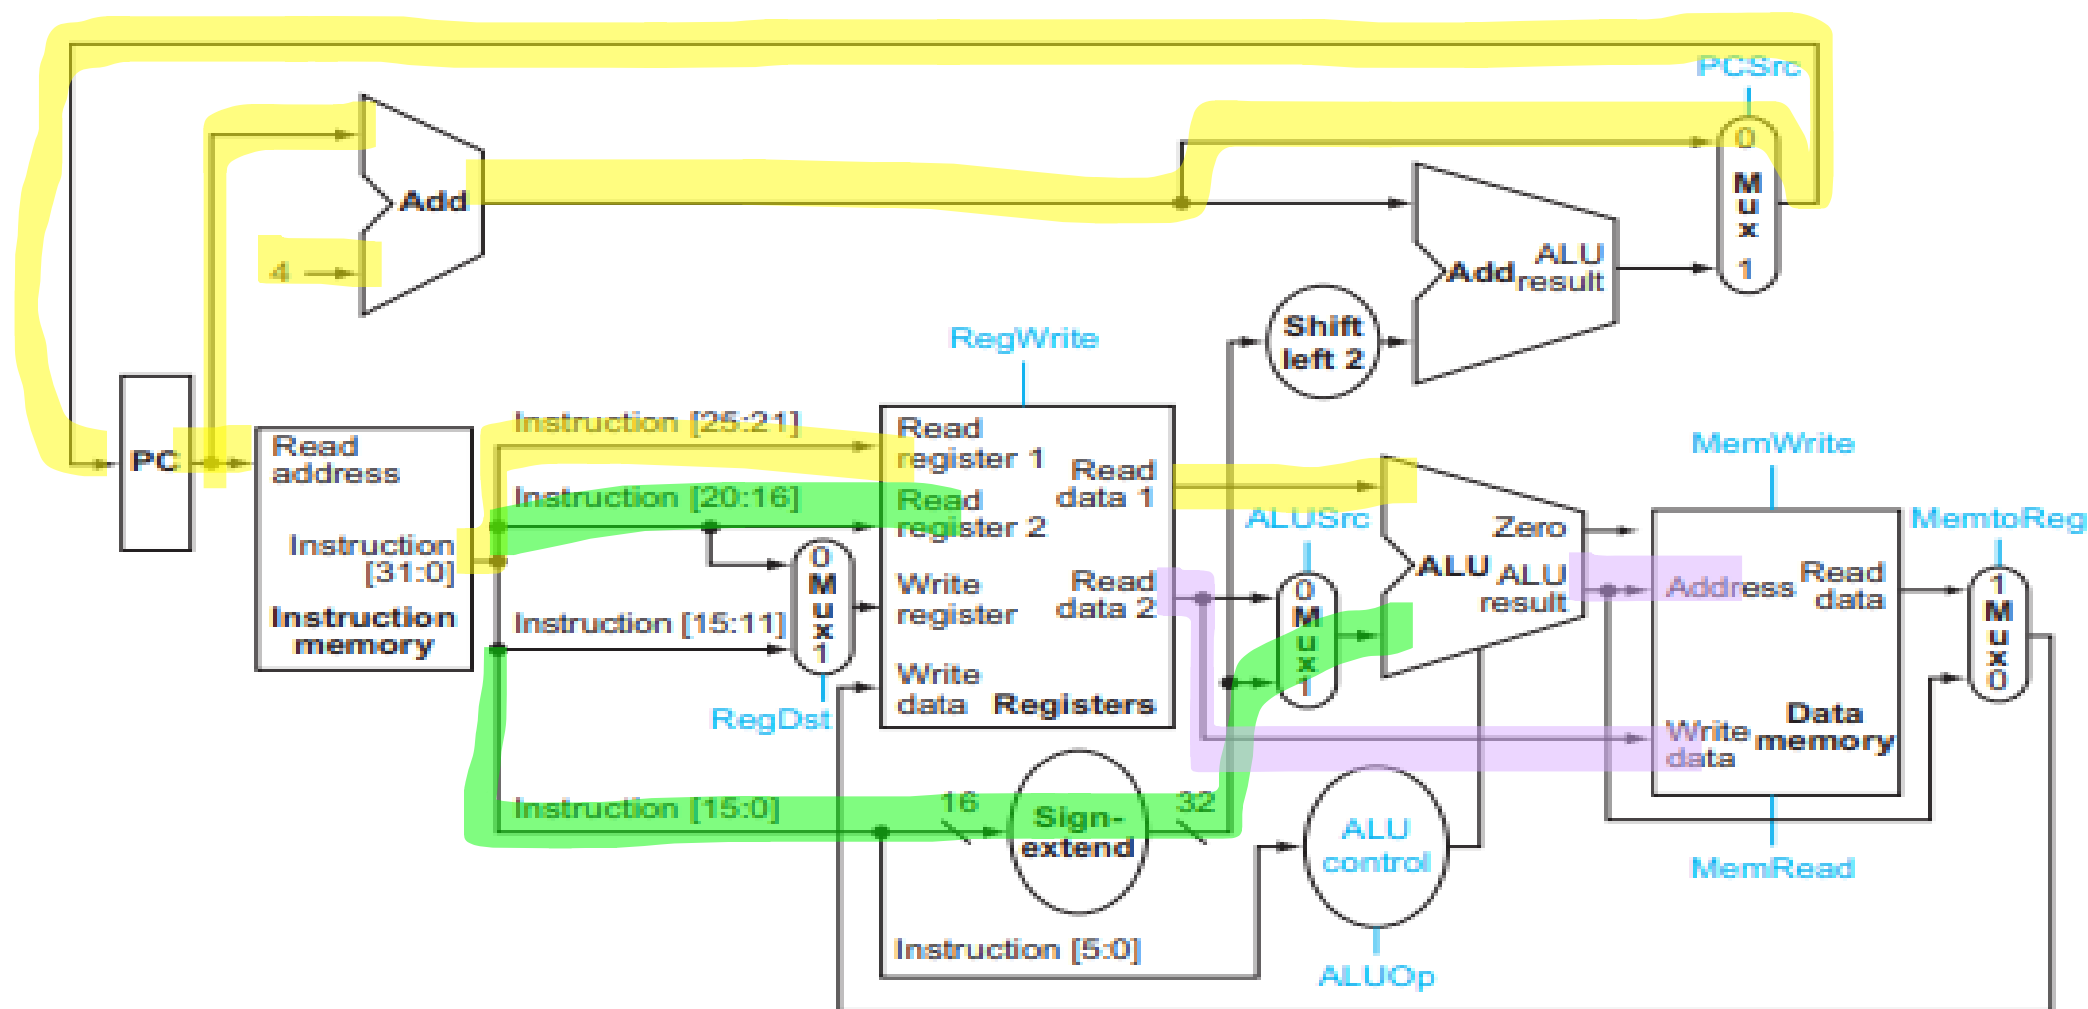 PCSrc
0
M
u
x
1
Add
4
Add
ALU
result
Shift
left 2
RegWrite
PC
Read
address
Instruction
[31:0]
Instruction
memory
Instruction [25:21]
Instruction [20:16]
Instruction [15:11]
Instruction [15:0]
Instruction [5:0]
0
M
u
x
1
RegDst
Read
register 1
Read
register 2
Write
register
Write
data
Read
data 1
Read
data 2
Registers
16
Sign-
extend
32
ALUSrc
0
M
u
x
1
Zero
ALU
ALU
result
ALU
control
ALUOp
MemWrite
Address
Read
data
Write
data
Data
memory
MemRead
MemtoReg
1
M
u
x
0